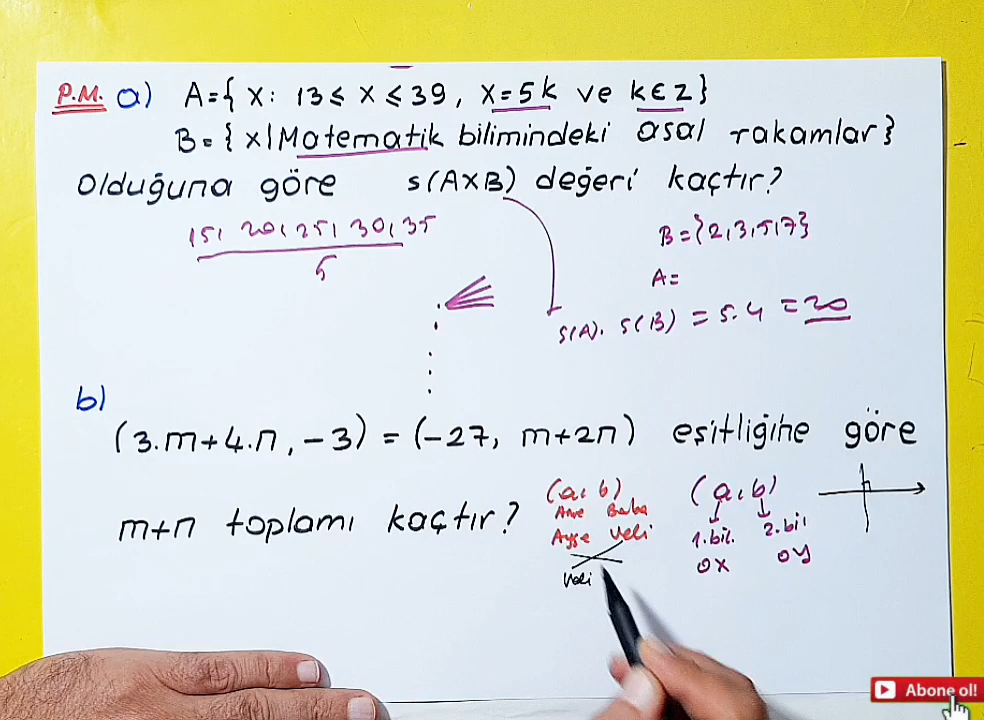 P.M. a) A={ x: 13≤ x ≤ 39, x=5k ve k∈Z}
B={ x|Matematik bilimindeki asal rakamlar}
Olduğuna göre s(AxB) değeri kaçtır?
15, 20, 25, 30, 35
5
B={2,3,5,7}
A=
s(A). s(B) = 5.4 = 20
b)
(3.m+4.n, -3) = (-27, m+2n) eşitliğine göre
m+n toplamı kaçtır?
(a, b)
Anne Baba
Ayşe Veli
Veli
(a, b)
1.bil. 2.bil
OX OY
Abone ol!